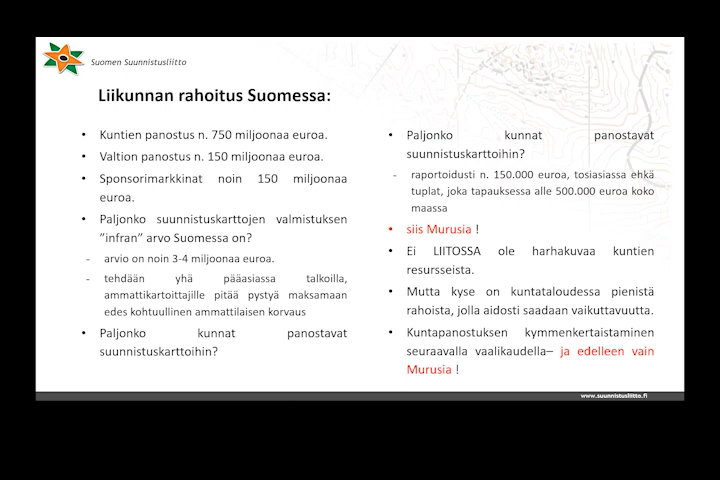 Suomen Suunnistusliitto
Liikunnan rahoitus Suomessa:
• Kuntien panostus n. 750 miljoonaa euroa.
• Valtion panostus n. 150 miljoonaa euroa.
• Sponsorimarkkinat noin 150 miljoonaa
euroa.
• Paljonko suunnistuskarttojen valmistuksen
”infran” arvo Suomessa on?
- arvio on noin 3-4 miljoonaa euroa.
- tehdään yhä pääasiassa talkoilla,
ammattikartoittajille pitää pystyä maksamaan
edes kohtuullinen ammattilaisen korvaus
• Paljonko kunnat panostavat
suunnistuskarttoihin?
• Paljonko kunnat panostavat
suunnistuskarttoihin?
- raportoidusti n. 150.000 euroa, tosiasiassa ehkä
tuplat, joka tapauksessa alle 500.000 euroa koko
maassa
• siis Murusia !
• Ei LIITOSSA ole harhakuvaa kuntien
resursseista.
• Mutta kyse on kuntataloudessa pienistä
rahoista, jolla aidosti saadaan vaikuttavuutta.
• Kuntapanostuksen kymmenkertaistaminen
seuraavalla vaalikaudella– ja edelleen vain
Murusia !
www.suunnistusliitto.fi